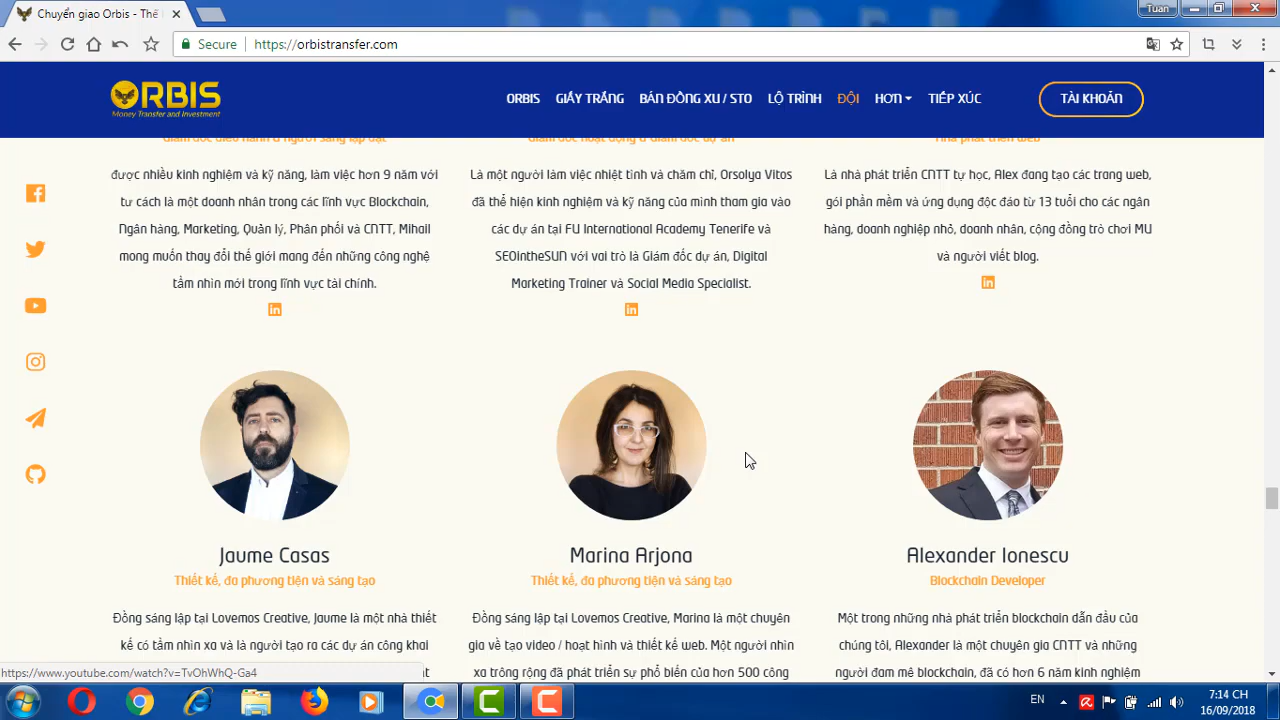 Chuyển giao Orbis - Thế
Tuan
Secure
https://orbistransfer.com
ORBIS
Money Transfer and Investment
ORBIS
GIẤY TRẮNG
BÁN ĐỒNG XU / STO
LỘ TRÌNH
ĐỘI
HƠN
TIẾP XÚC
TÀI KHOẢN
Giám đốc điều hành & người sáng lập
Giám đốc hoạt động & Giám đốc dự án
Nhà phát triển web
được nhiều kinh nghiệm và kỹ năng, làm việc hơn 9 năm với
tư cách là một doanh nhân trong các lĩnh vực Blockchain,
Ngân hàng, Marketing, Quản lý, Phân phối và CNTT, Mihail
mong muốn thay đổi thế giới mang đến những công nghệ
tầm nhìn mới trong lĩnh vực tài chính.
Là một người làm việc nhiệt tình và chăm chỉ, Orsolya Vitos
đã thể hiện kinh nghiệm và kỹ năng của mình tham gia vào
các dự án tại FU International Academy Tenerife và
SEOintheSUN với vai trò là Giám đốc dự án, Digital
Marketing Trainer và Social Media Specialist.
Là nhà phát triển CNTT tự học, Alex đang tạo các trang web,
gói phần mềm và ứng dụng độc đáo từ 13 tuổi cho các ngân
hàng, doanh nghiệp nhỏ, doanh nhân, cộng đồng trò chơi MU
và người viết blog.
Jaume Casas
Thiết kế, đa phương tiện và sáng tạo
Đồng sáng lập tại Lovemos Creative, Jaume là một nhà thiết
kế có tầm nhìn xa và là người tạo ra các dự án công khai
Marina Arjona
Thiết kế, đa phương tiện và sáng tạo
Đồng sáng lập tại Lovemos Creative, Marina là một chuyên
gia về tạo video / hoạt hình và thiết kế web. Một người nhìn
xa trông rộng đã phát triển sự phổ biến của hơn 500 công
Alexander Ionescu
Blockchain Developer
Một trong những nhà phát triển blockchain dẫn đầu của
chúng tôi, Alexander là một chuyên gia CNTT và những
người đam mê blockchain, đã có hơn 6 năm kinh nghiệm
https://www.youtube.com/watch?v=TvOhWhQ-Ga4
EN
7:14 CH
16/09/2018